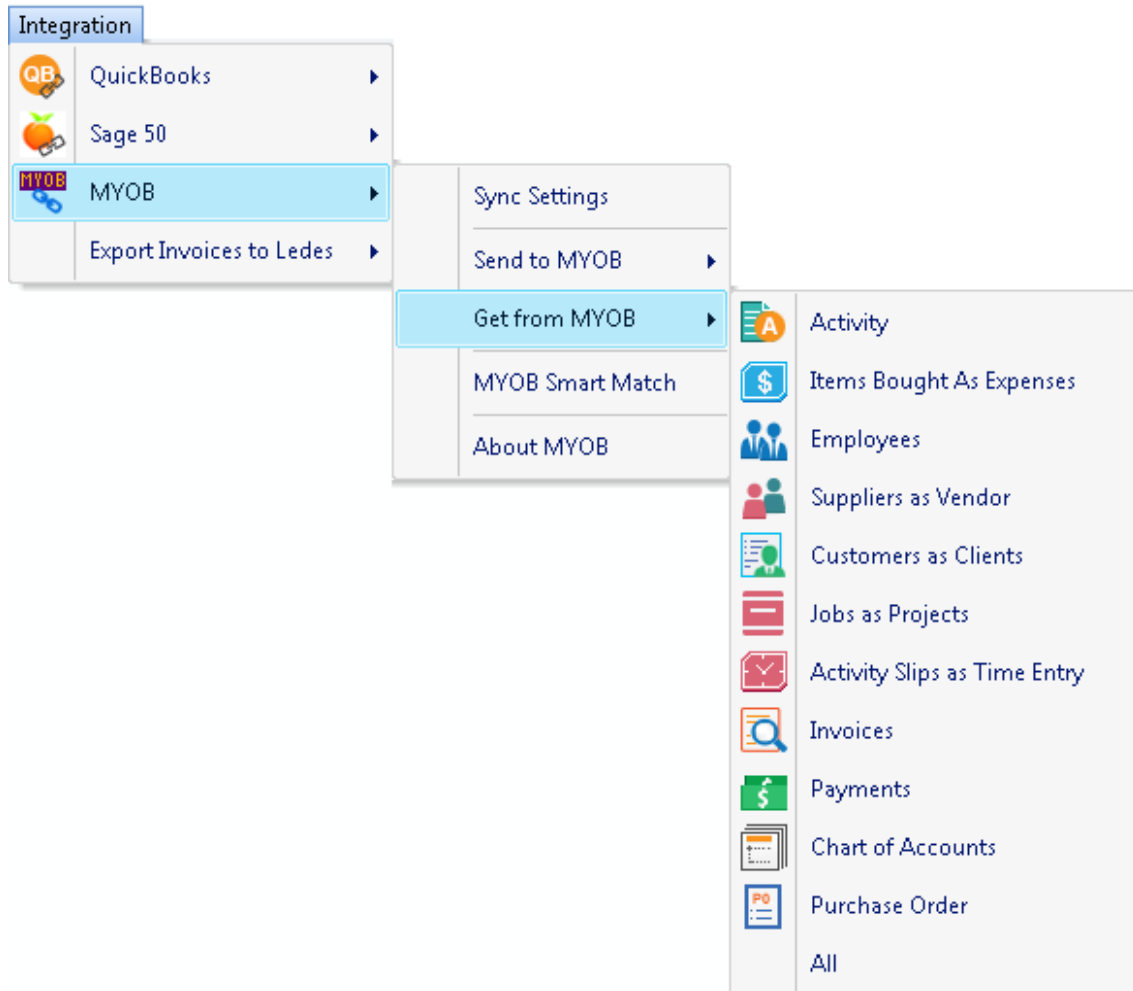 Integration
QB
QuickBooks
Sage 50
MYOB
MYOB
Export Invoices to Ledes
Sync Settings
Send to MYOB
Get from MYOB
MYOB Smart Match
About MYOB
A
Activity
$
Items Bought As Expenses
Employees
Suppliers as Vendor
Customers as Clients
Jobs as Projects
Activity Slips as Time Entry
Invoices
$
Payments
Chart of Accounts
PO
Purchase Order
All